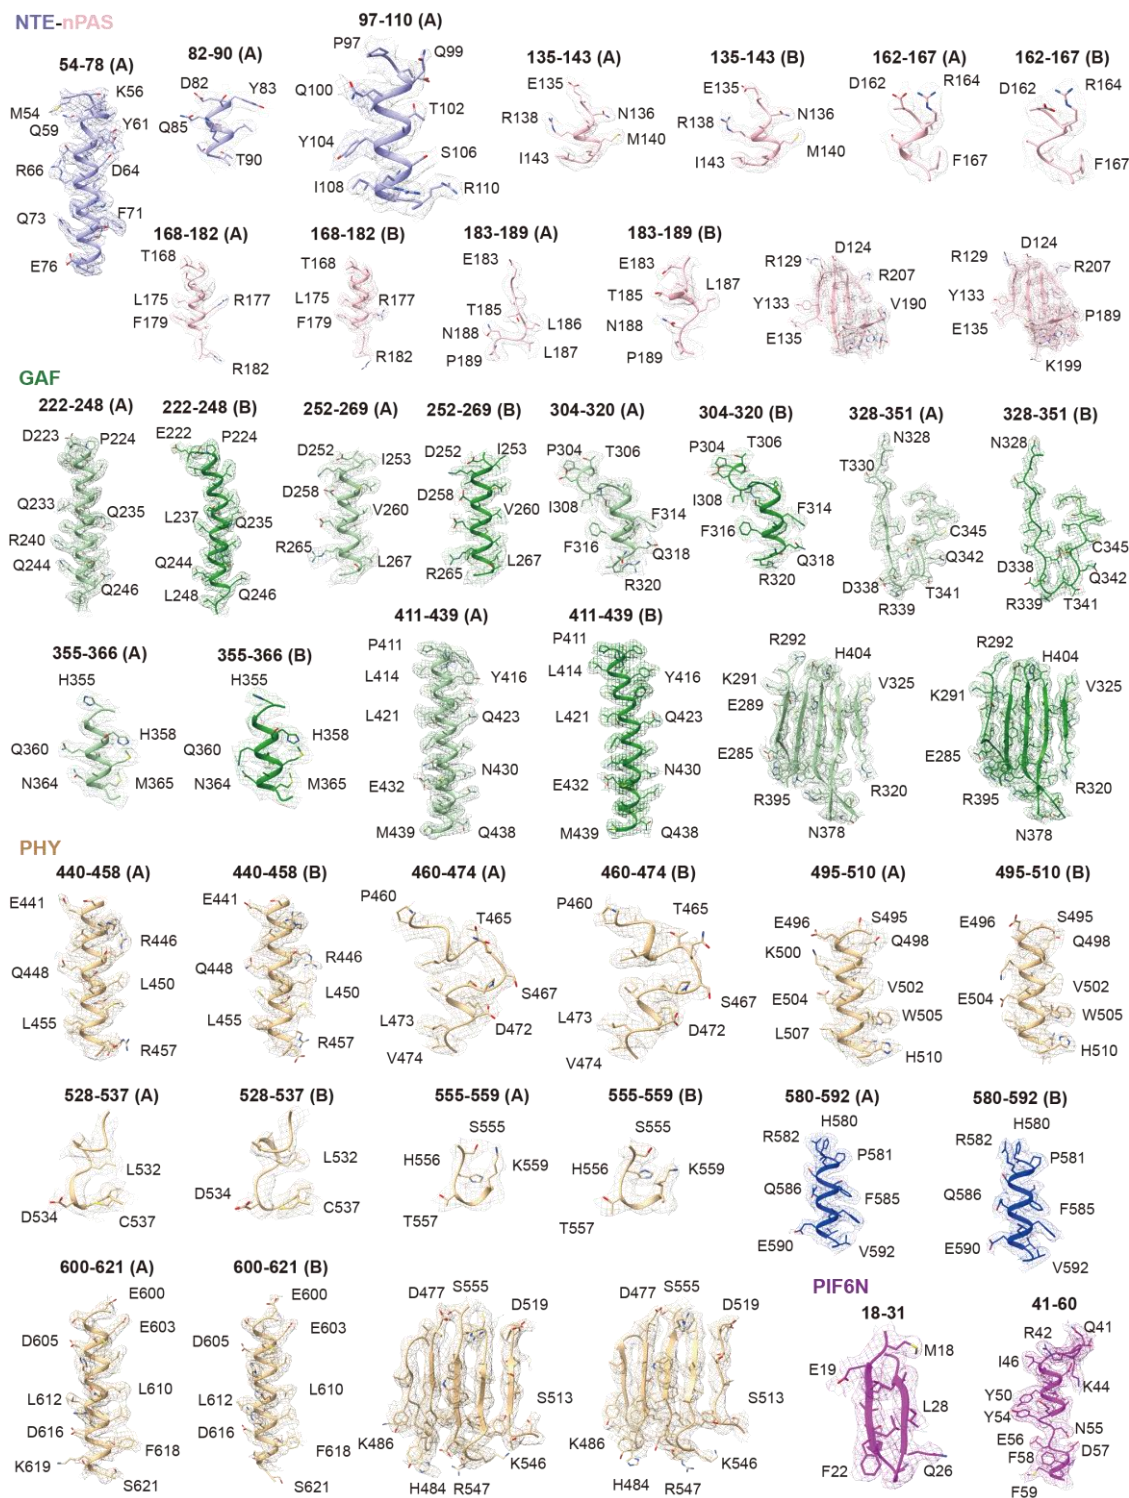 NTE-nPAS
54-78 (A)
82-90 (A)
97-110 (A)
135-143 (A)
135-143 (B)
162-167 (A)
162-167 (B)
M54
K56
Q59
Y61
R66
D64
Q73
F71
E76
D82
Y83
Q85
T90
P97
Q99
Q100
T102
Y104
S106
I108
R110
E135
N136
R138
M140
I143
E135
N136
R138
M140
I143
D162
R164
F167
D162
R164
F167
168-182 (A)
168-182 (B)
183-189 (A)
183-189 (B)
T168
L175
R177
F179
R182
T168
L175
R177
F179
R182
E183
T185
L186
N188
L187
P189
E183
L187
T185
N188
P189
D124
R129
R207
Y133
V190
E135
D124
R129
R207
Y133
P189
E135
K199
GAF
222-248 (A)
222-248 (B)
252-269 (A)
252-269 (B)
304-320 (A)
304-320 (B)
328-351 (A)
328-351 (B)
D223
P224
Q233
Q235
R240
Q244
Q246
E222
P224
L237
Q235
Q244
L248
Q246
D252
I253
D258
V260
R265
L267
D252
I253
D258
V260
R265
L267
P304
T306
I308
F314
F316
Q318
R320
P304
T306
I308
F314
F316
Q318
R320
N328
T330
C345
Q342
D338
R339
T341
N328
C345
D338
Q342
R339
T341
355-366 (A)
355-366 (B)
411-439 (A)
411-439 (B)
H355
H358
Q360
N364
M365
H355
H358
Q360
N364
M365
P411
L414
Y416
L421
Q423
N430
E432
M439
Q438
P411
L414
Y416
L421
Q423
N430
E432
M439
Q438
R292
H404
K291
V325
E289
E285
R395
R320
N378
R292
H404
K291
V325
E285
R395
R320
N378
PHY
440-458 (A)
440-458 (B)
460-474 (A)
460-474 (B)
495-510 (A)
495-510 (B)
E441
R446
Q448
L450
L455
R457
E441
R446
Q448
L450
L455
R457
P460
T465
S467
L473
D472
V474
P460
T465
S467
L473
D472
V474
E496
S495
K500
Q498
V502
E504
W505
L507
H510
E496
S495
Q498
V502
E504
W505
H510
528-537 (A)
528-537 (B)
555-559 (A)
555-559 (B)
580-592 (A)
580-592 (B)
L532
D534
C537
L532
D534
C537
S555
H556
K559
T557
S555
H556
K559
T557
H580
R582
P581
Q586
F585
E590
V592
H580
R582
P581
Q586
F585
E590
V592
600-621 (A)
600-621 (B)
E600
E603
D605
L610
L612
D616
F618
K619
S621
E600
E603
D605
L610
L612
D616
F618
S621
D477
S555
D519
S513
K486
K546
H484
R547
D477
S555
D519
S513
K486
K546
H484
R547
PIF6N
18-31
41-60
M18
E19
L28
F22
Q26
Q41
R42
I46
K44
Y50
Y54
N55
E56
D57
F58
F59